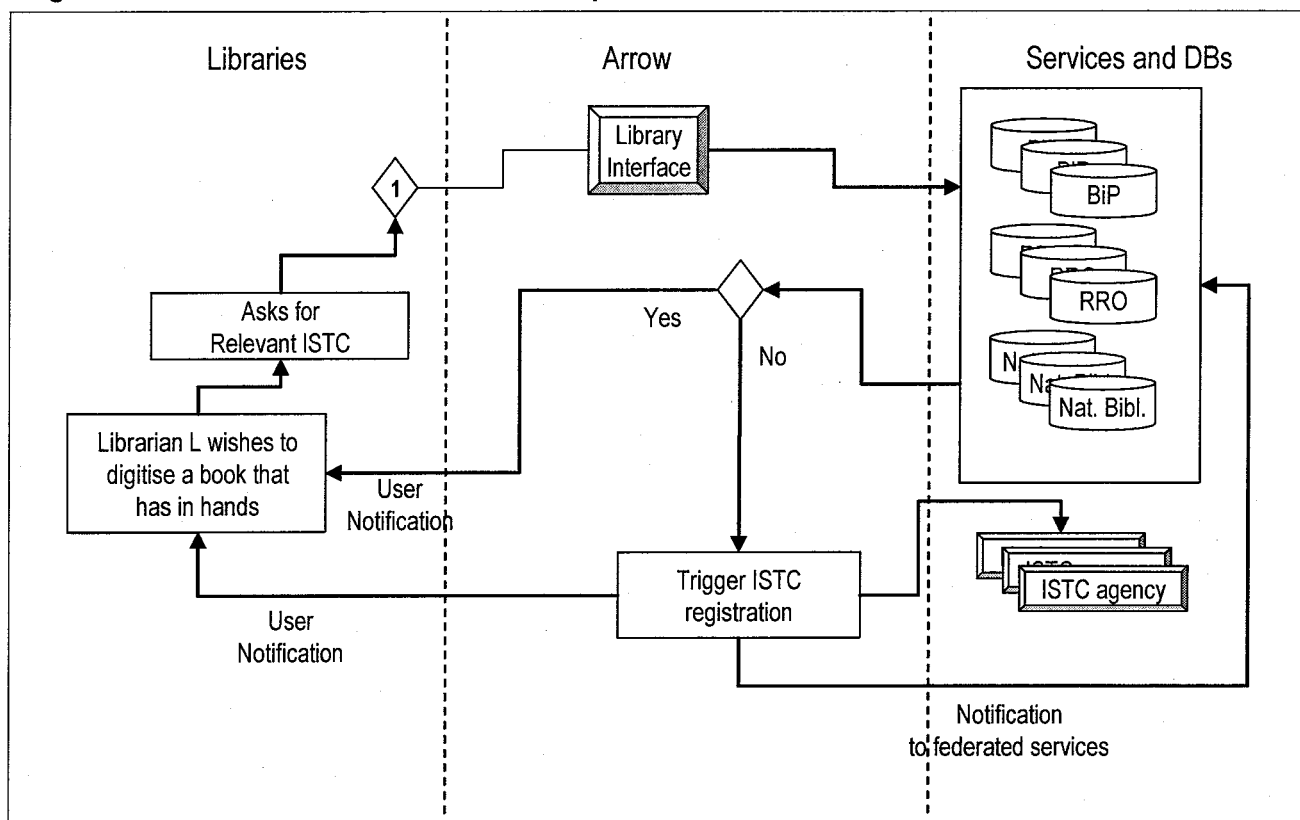 Libraries
Arrow
Services and DBs
Library
Interface
1
BiP
Asks for
Relevant ISTC
RRO
Yes
No
Nat. Bibl.
Librarian L wishes to
digitise a book that
has in hands
User
Notification
Trigger ISTC
registration
ISTC agency
User
Notification
Notification
to federated services